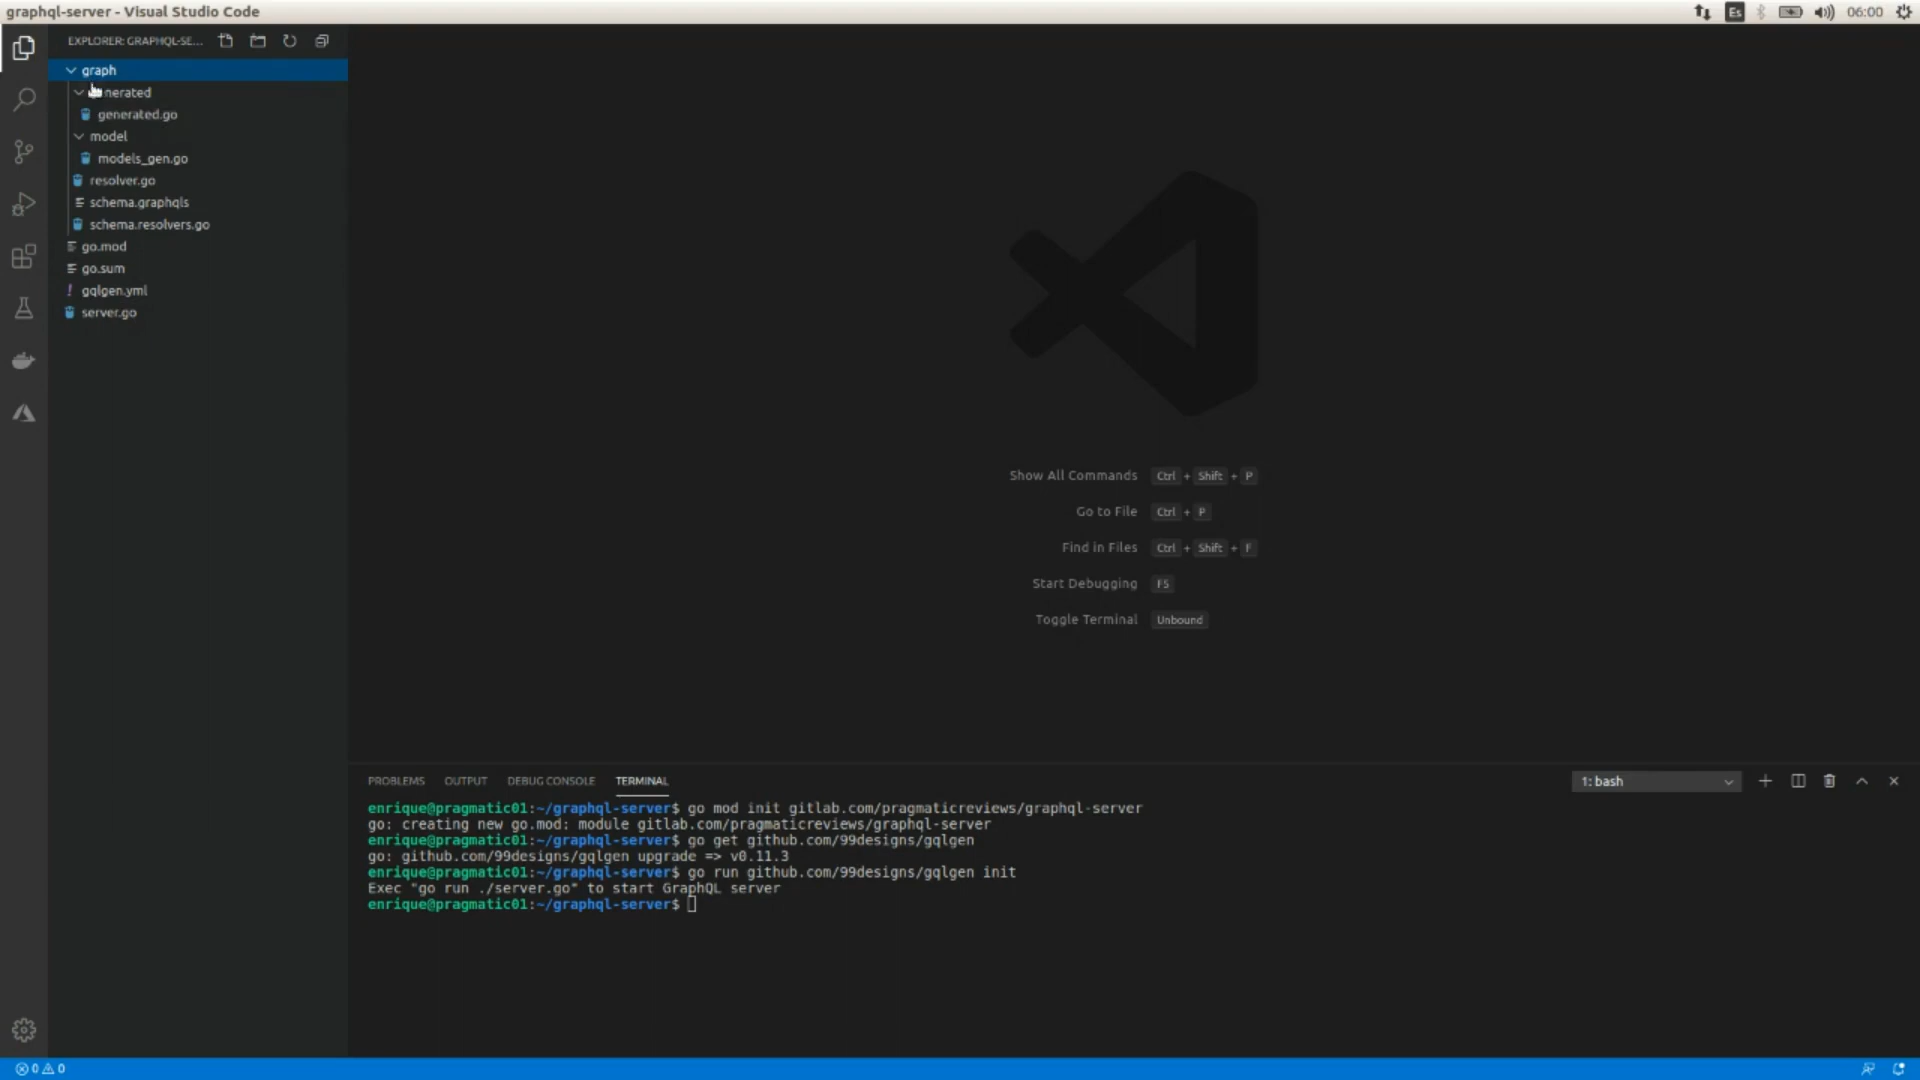 graphql-server - Visual Studio Code
Es
06:00
EXPLORER: GRAPHQL-SE...
graph
nerated
generated.go
model
models_gen.go
resolver.go
schema.graphqls
schema.resolvers.go
go.mod
go.sum
! gqlgen.yml
server.go
Show All Commands Ctrl + Shift + P
Go to File Ctrl + P
Find in Files Ctrl + Shift + F
Start Debugging F5
Toggle Terminal Unbound
PROBLEMS OUTPUT DEBUG CONSOLE TERMINAL
1: bash
enrique@pragmatic01:~/graphql-server$ go mod init gitlab.com/pragmaticreviews/graphql-server
go: creating new go.mod: module gitlab.com/pragmaticreviews/graphql-server
enrique@pragmatic01:~/graphql-server$ go get github.com/99designs/gqlgen
go: github.com/99designs/gqlgen upgrade => v0.11.3
enrique@pragmatic01:~/graphql-server$ go run github.com/99designs/gqlgen init
Exec "go run ./server.go" to start GraphQL server
enrique@pragmatic01:~/graphql-server$
0 0